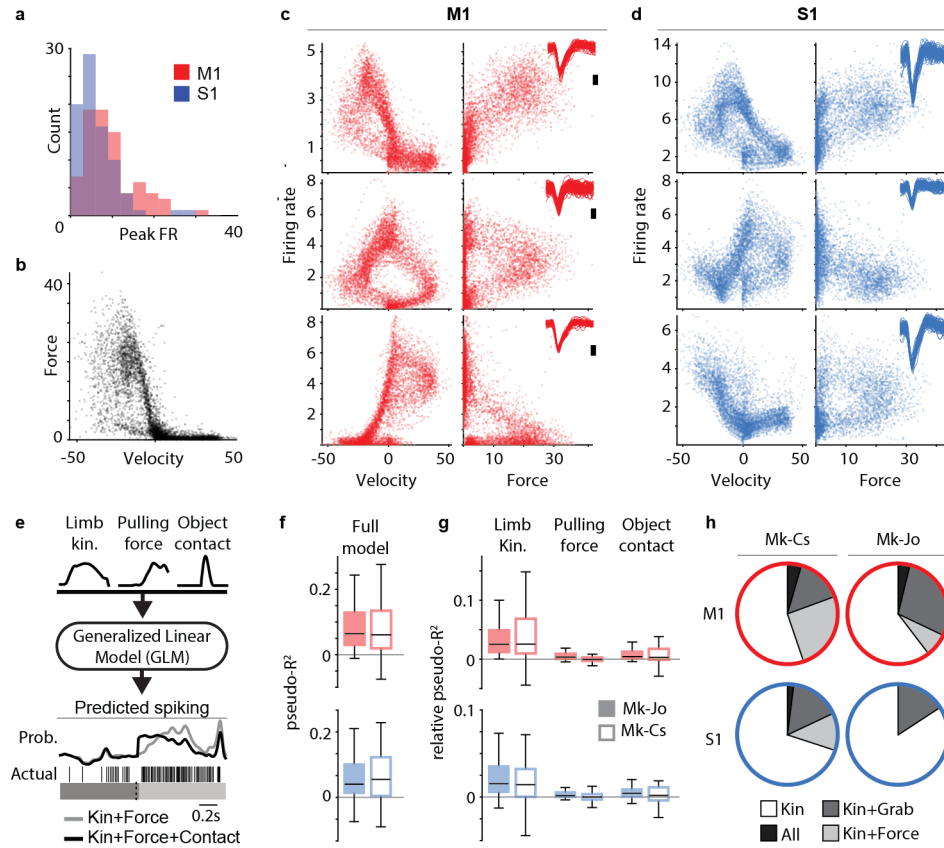 a
30
Count
M1
S1
0
Peak FR
40
b
40
Force
0
-50
0
50
Velocity
c
M1
Firing rate
5
3
1
8
6
4
2
8
6
4
2
-50
0
50
10
30
Velocity
Force
d
S1
Firing rate
14
10
6
2
8
6
4
2
6
4
2
-50
0
50
10
30
Velocity
Force
e
Limb Pulling Object
kin. force contact
Generalized Linear
Model (GLM)
Predicted spiking
Prob.
Actual
0.2s
Kin+Force
Kin+Force+Contact
f
Full
model
pseudo-R²
0.2
0
0.2
0
g
Limb Pulling Object
Kin. force contact
relative pseudo-R²
0.1
0
Mk-Jo
Mk-Cs
0.1
0
h
Mk-Cs Mk-Jo
M1
S1
Kin Kin+Grab
All Kin+Force